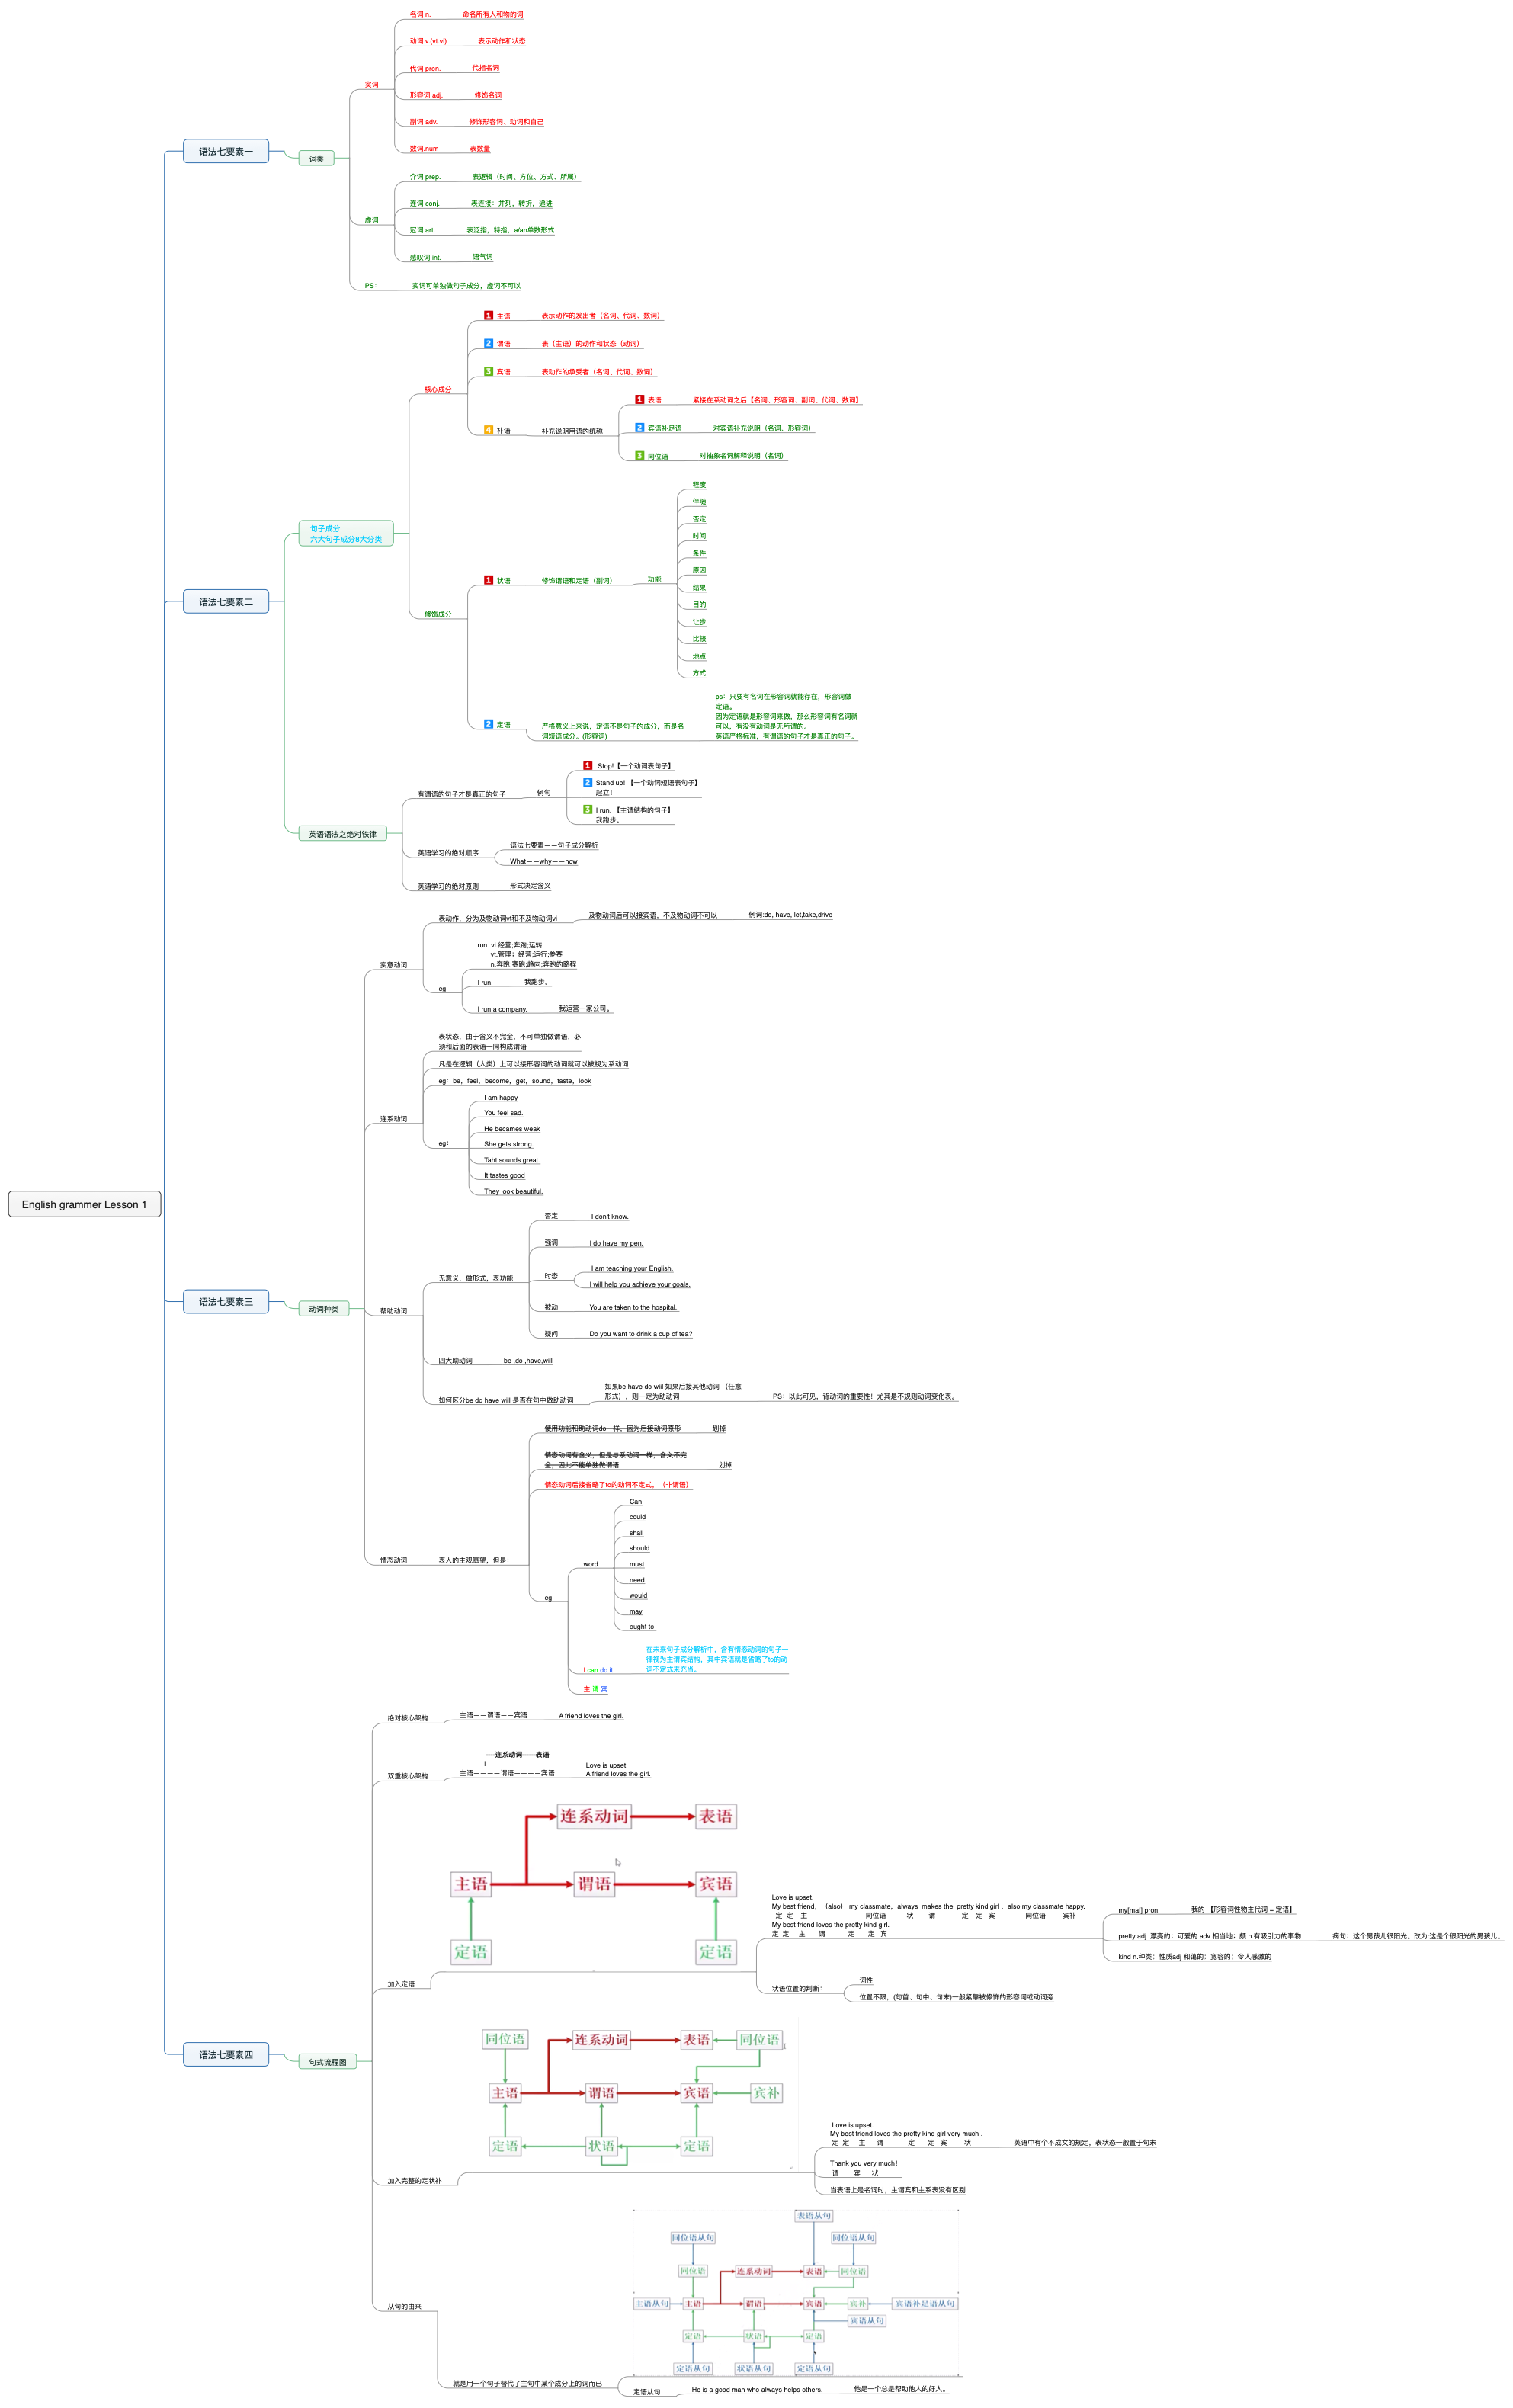 English grammer Lesson 1
语法七要素一
词类
实词
名词 n.
命名所有人和物的词
动词 v.(vt.vi)
表示动作和状态
代词 pron.
代指名词
形容词 adj.
修饰名词
副词 adv.
修饰形容词、动词和自己
数词.num
表数量
虚词
介词 prep.
表逻辑（时间、方位、方式、所属）
连词 conj.
表连接：并列，转折，递进
冠词 art.
表泛指，特指，a/an单数形式
感叹词 int.
语气词
PS：
实词可单独做句子成分，虚词不可以
语法七要素二
句子成分
六大句子成分8大分类
核心成分
1 主语
表示动作的发出者（名词、代词、数词）
2 谓语
表（主语）的动作和状态（动词）
3 宾语
表动作的承受者（名词、代词、数词）
4 补语
补充说明用语的统称
1 表语
紧接在系动词之后【名词、形容词、副词、代词、数词】
2 宾语补足语
对宾语补充说明（名词、形容词）
3 同位语
对抽象名词解释说明（名词）
修饰成分
1 状语
修饰谓语和定语（副词）
功能
程度
伴随
否定
时间
条件
原因
结果
目的
让步
比较
地点
方式
2 定语
严格意义上来说，定语不是句子的成分，而是名
词短语成分。(形容词)
ps：只要有名词在形容词就能存在，形容词做
定语。
因为定语就是形容词来做，那么形容词有名词就
可以，有没有动词是无所谓的。
英语严格标准，有谓语的句子才是真正的句子。
英语语法之绝对铁律
有谓语的句子才是真正的句子
例句
1 Stop!【一个动词表句子】
2 Stand up! 【一个动词短语表句子】
起立！
3 I run. 【主谓结构的句子】
我跑步。
英语学习的绝对顺序
语法七要素——句子成分解析
What——why——how
英语学习的绝对原则
形式决定含义
语法七要素三
动词种类
实意动词
表动作，分为及物动词vt和不及物动词vi
及物动词后可以接宾语，不及物动词不可以
例词:do, have, let,take,drive
eg
run vi.经营;奔跑;运转
vt.管理；经营;运行;参赛
n.奔跑;赛跑;趋向;奔跑的路程
I run.
我跑步。
I run a company.
我运营一家公司。
连系动词
表状态，由于含义不完全，不可单独做谓语，必
须和后面的表语一同构成谓语
凡是在逻辑（人类）上可以接形容词的动词就可以被视为系动词
eg：be，feel，become，get，sound，taste，look
eg：
I am happy
You feel sad.
He becames weak
She gets strong.
Taht sounds great.
It tastes good
They look beautiful.
帮助动词
无意义，做形式，表功能
否定
I don't know.
强调
I do have my pen.
时态
I am teaching your English.
I will help you achieve your goals.
被动
You are taken to the hospital..
疑问
Do you want to drink a cup of tea?
四大助动词
be ,do ,have,will
如何区分be do have will 是否在句中做助动词
如果be have do wiil 如果后接其他动词 （任意
形式），则一定为助动词
PS：以此可见，背动词的重要性！尤其是不规则动词变化表。
情态动词
表人的主观愿望，但是：
使用功能和助动词do一样，因为后接动词原形
划掉
情态动词有含义，但是与系动词一样，含义不完
全，因此不能单独做谓语
划掉
情态动词后接省略了to的动词不定式，（非谓语）
eg
word
Can
could
shall
should
must
need
would
may
ought to
I can do it
在未来句子成分解析中，含有情态动词的句子一
律视为主谓宾结构，其中宾语就是省略了to的动
词不定式来充当。
主 谓 宾
语法七要素四
句式流程图
绝对核心架构
主语——谓语——宾语
A friend loves the girl.
双重核心架构
----连系动词------表语
|
主语————谓语————宾语
Love is upset.
A friend loves the girl.
加入定语
连系动词
表语
主语
谓语
宾语
定语
定语
Love is upset.
My best friend, （also） my classmate，always makes the pretty kind girl ，also my classmate happy.
定 定 主 同位语 状 谓 定 定 宾 同位语 宾补
My best friend loves the pretty kind girl.
定 定 主 谓 定 定 宾
my[maI] pron.
我的 【形容词性物主代词 = 定语】
pretty adj 漂亮的；可爱的 adv 相当地；颇 n.有吸引力的事物
病句：这个男孩儿很阳光。改为:这是个很阳光的男孩儿。
kind n.种类；性质adj 和蔼的；宽容的；令人感激的
状语位置的判断：
词性
位置不限，(句首、句中、句末)一般紧靠被修饰的形容词或动词旁
加入完整的定状补
同位语
连系动词
表语
同位语
主语
谓语
宾语
宾补
定语
状语
定语
Love is upset.
My best friend loves the pretty kind girl very much .
定 定 主 谓 定 定 宾 状
英语中有个不成文的规定，表状态一般置于句末
Thank you very much！
谓 宾 状
当表语上是名词时，主谓宾和主系表没有区别
从句的由来
表语从句
同位语从句
同位语从句
同位语
连系动词
表语
同位语
主语从句
主语
谓语
宾语
宾补
宾语补足语从句
宾语从句
定语
状语
定语
定语从句
状语从句
定语从句
就是用一个句子替代了主句中某个成分上的词而已
定语从句
He is a good man who always helps others.
他是一个总是帮助他人的好人。